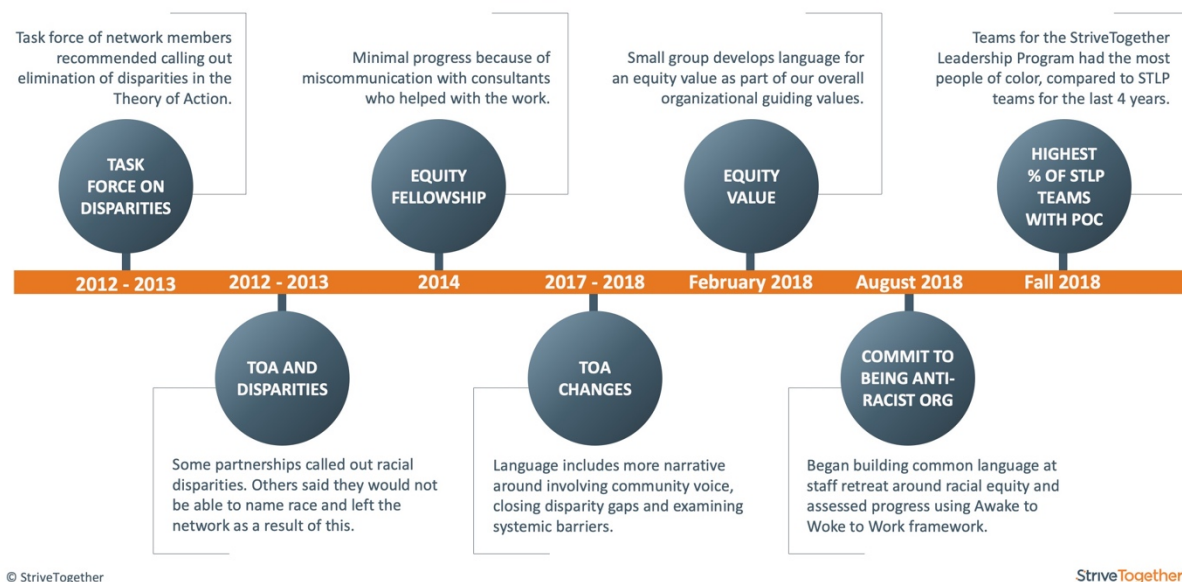 Task force of network members
recommended calling out
elimination of disparities in the
Theory of Action.
TASK
FORCE ON
DISPARITIES
Minimal progress because of
miscommunication with consultants
who helped with the work.
EQUITY
FELLOWSHIP
Small group develops language for
an equity value as part of our overall
organizational guiding values.
EQUITY
VALUE
Teams for the StriveTogether
Leadership Program had the most
people of color, compared to STLP
teams for the last 4 years.
HIGHEST
% OF STLP
TEAMS
WITH POC
2012 - 2013
2012 - 2013
2014
2017 - 2018
February 2018
August 2018
Fall 2018
TOA AND
DISPARITIES
Some partnerships called out racial
disparities. Others said they would not
be able to name race and left the
network as a result of this.
TOA
CHANGES
Language includes more narrative
around involving community voice,
closing disparity gaps and examining
systemic barriers.
COMMIT TO
BEING ANTI-
RACIST ORG
Began building common language at
staff retreat around racial equity and
assessed progress using Awake to
Woke to Work framework.
© StriveTogether
StriveTogether